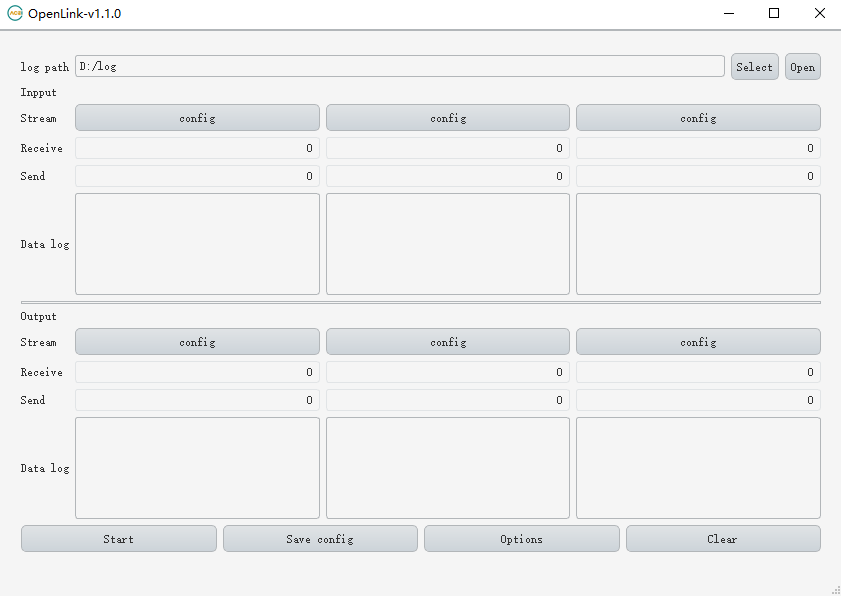 OpenLink-v1.1.0
log path D:/log Select Open
Inpput
Stream config config config
Receive 0 0 0
Send 0 0 0
Data log
Output
Stream config config config
Receive 0 0 0
Send 0 0 0
Data log
Start Save config Options Clear